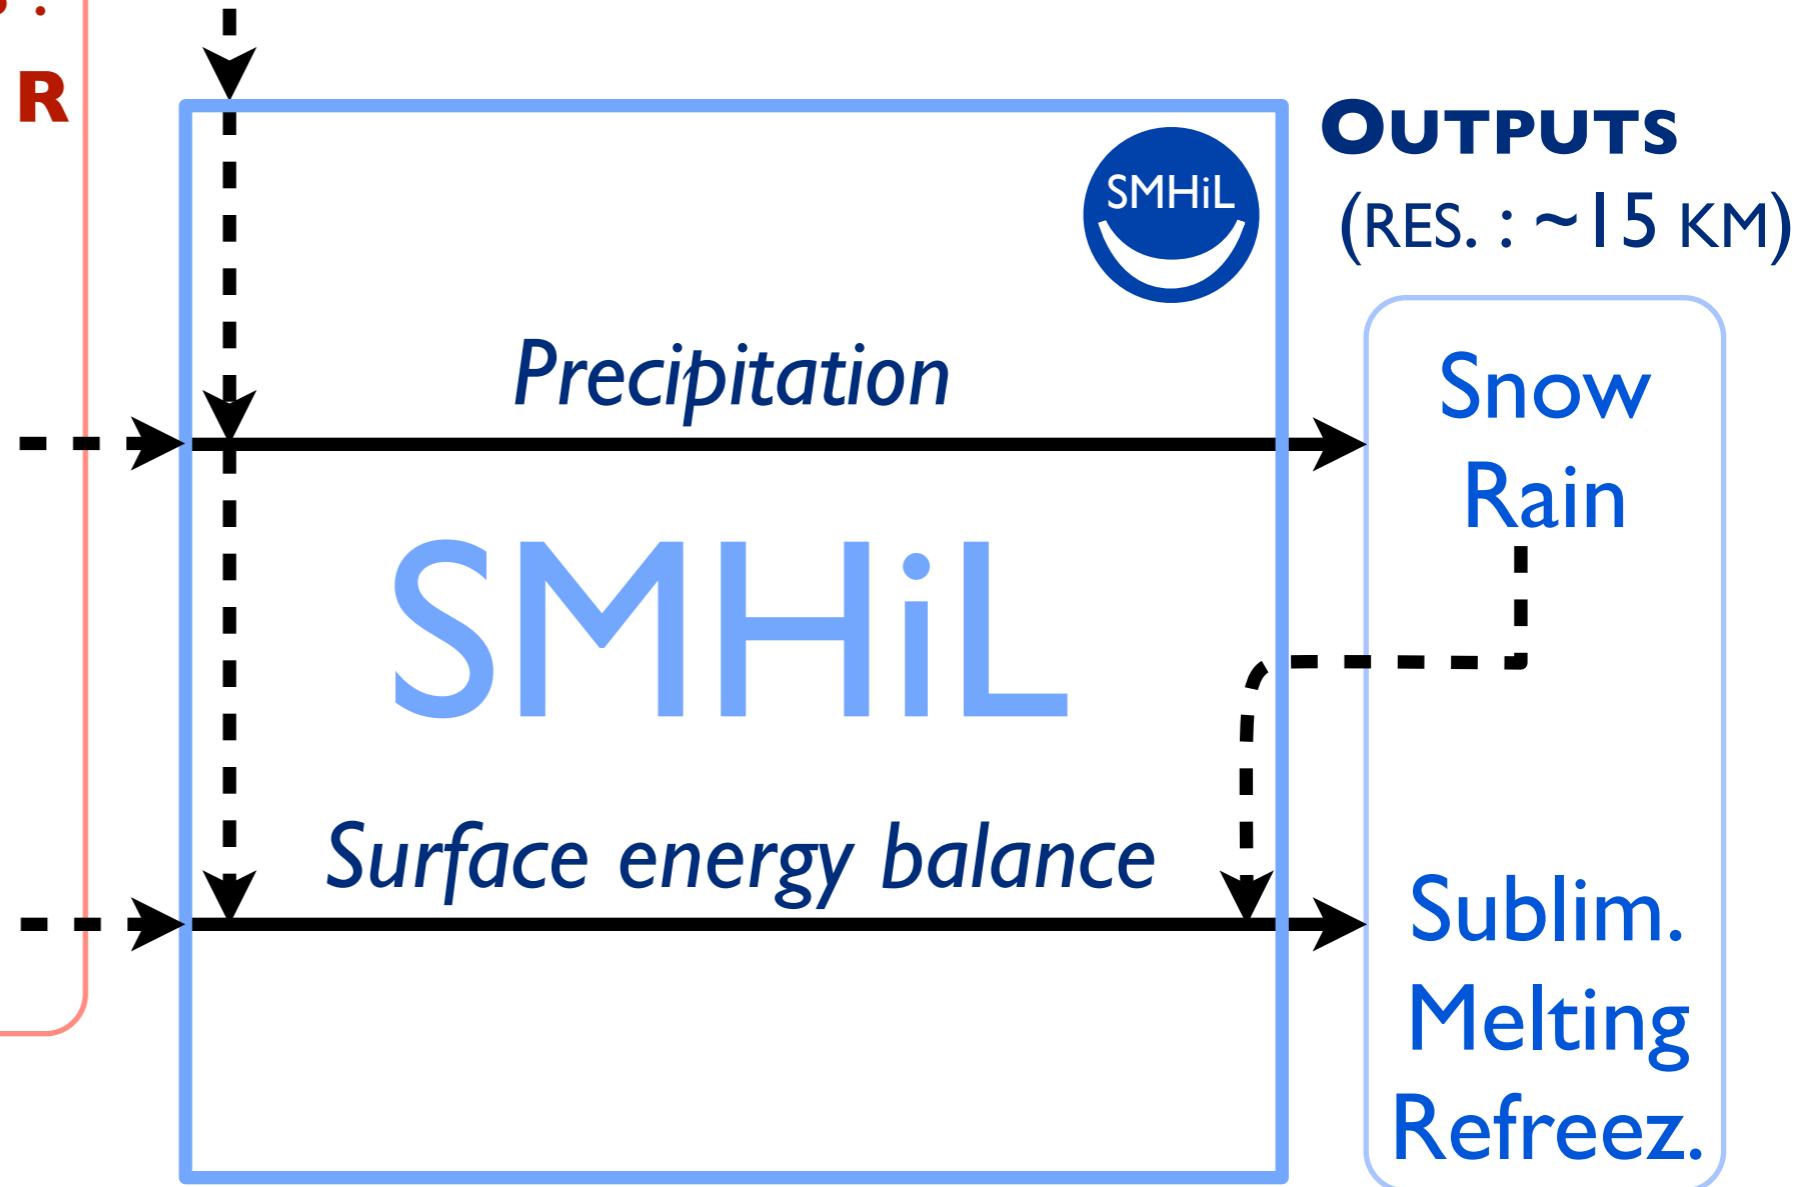 :
R
OUTPUTS
(RES. : ~15 KM)
SMHiL
Precipitation
Snow
Rain
SMHiL
Surface energy balance
Sublim.
Melting
Refreez.